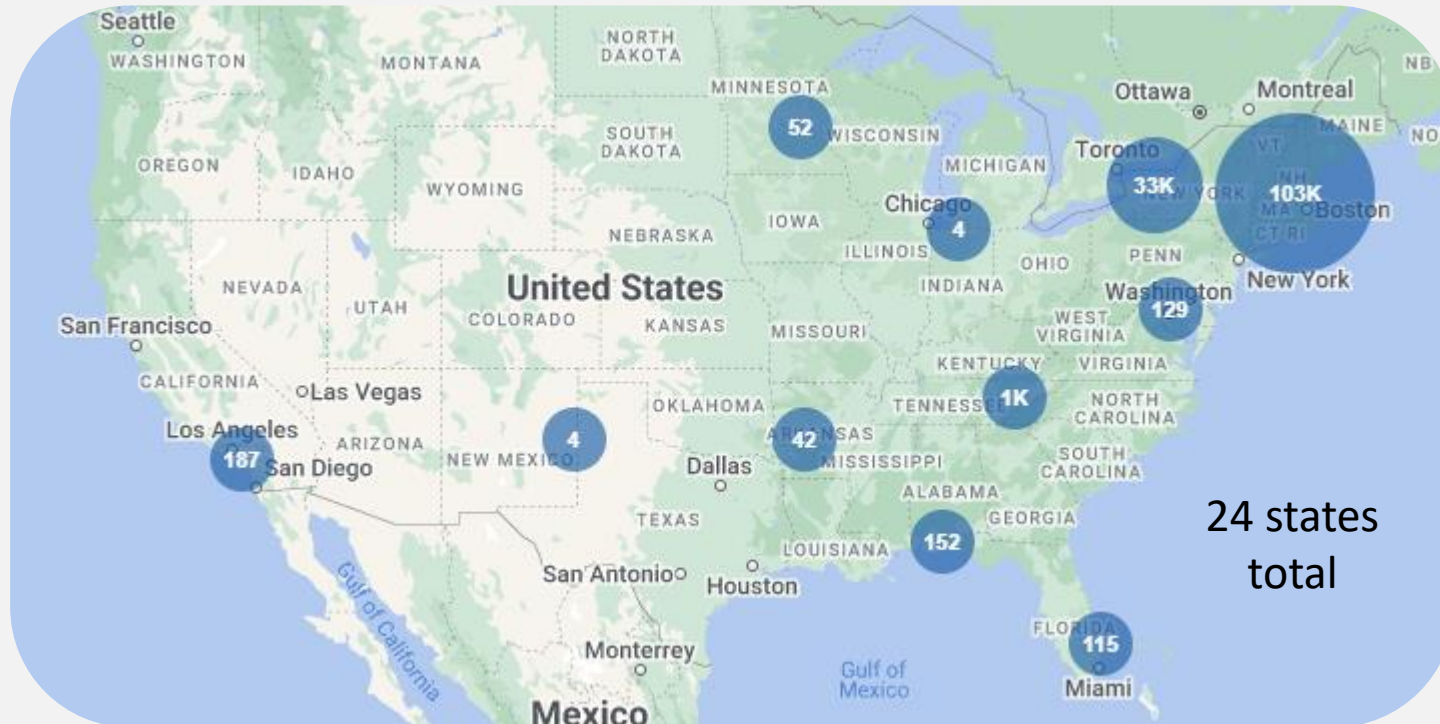 Seattle
WASHINGTON
MONTANA
NORTH
DAKOTA
MINNESOTA
52
WISCONSIN
Ottawa
Montreal
NB
MAINE
NO
VT
NH
OREGON
IDAHO
WYOMING
SOUTH
DAKOTA
MICHIGAN
Toronto
33K
NEW YORK
103K
MA
Boston
CT RI
Chicago
4
IOWA
NEBRASKA
ILLINOIS
INDIANA
OHIO
PENN
New York
NEVADA
UTAH
United States
COLORADO
KANSAS
MISSOURI
WEST
VIRGINIA
Washington
129
San Francisco
CALIFORNIA
Las Vegas
KENTUCKY
VIRGINIA
1K
TENNESSEE
NORTH
CAROLINA
Los Angeles
187
San Diego
ARIZONA
NEW MEXICO
4
OKLAHOMA
42
ARKANSAS
MISSISSIPPI
SOUTH
CAROLINA
Dallas
ALABAMA
GEORGIA
TEXAS
LOUISIANA
152
24 states
total
San Antonio
Houston
Gulf of California
Monterrey
Gulf of
Mexico
FLORIDA
115
Miami
Mexico